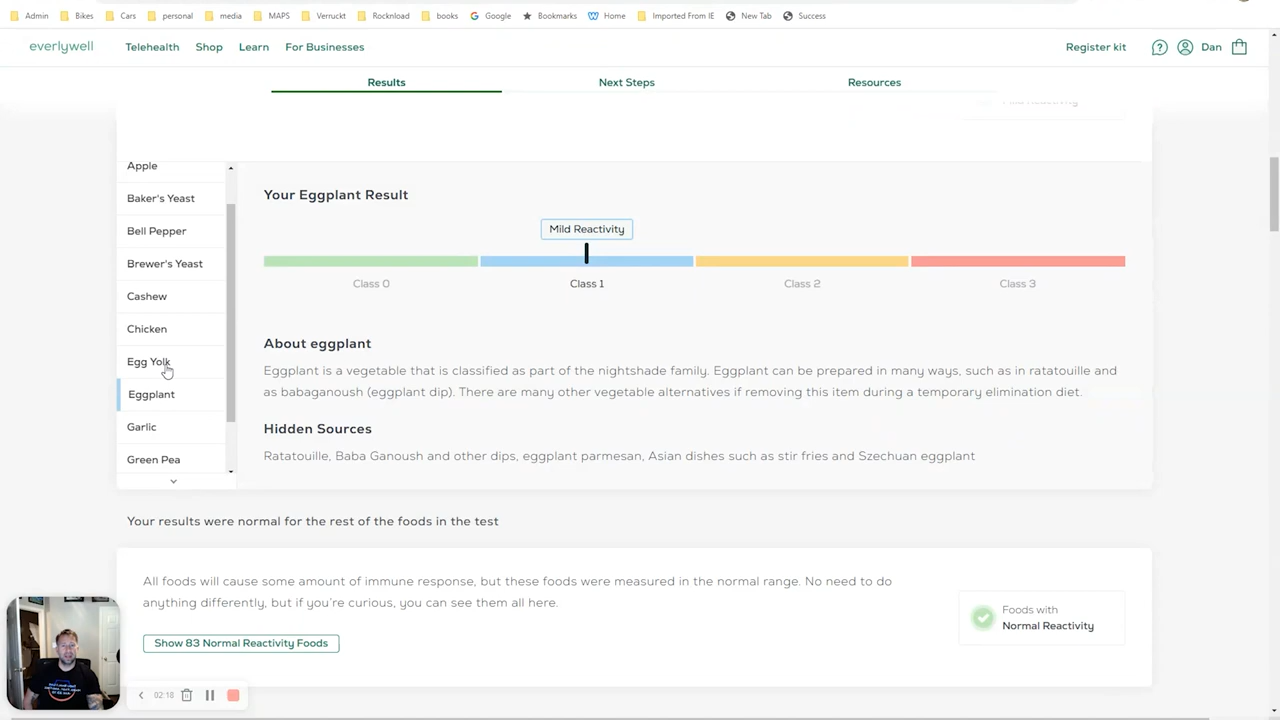 Admin Bikes Cars personal media MAPS Verruckt Rocknload books Google Bookmarks Home Imported From IE New Tab Success
everlywell Telehealth Shop Learn For Businesses Register kit Dan
Results Next Steps Resources
Mild Reactivity
Apple
Baker's Yeast
Bell Pepper
Brewer's Yeast
Cashew
Chicken
Egg Yolk
Eggplant
Garlic
Green Pea
Your Eggplant Result
Mild Reactivity
Class 0 Class 1 Class 2 Class 3
About eggplant
Eggplant is a vegetable that is classified as part of the nightshade family. Eggplant can be prepared in many ways, such as in ratatouille and
as babaganoush (eggplant dip). There are many other vegetable alternatives if removing this item during a temporary elimination diet.
Hidden Sources
Ratatouille, Baba Ganoush and other dips, eggplant parmesan, Asian dishes such as stir fries and Szechuan eggplant
Your results were normal for the rest of the foods in the test
All foods will cause some amount of immune response, but these foods were measured in the normal range. No need to do
anything differently, but if you're curious, you can see them all here.
Show 83 Normal Reactivity Foods
Foods with
Normal Reactivity
02:18